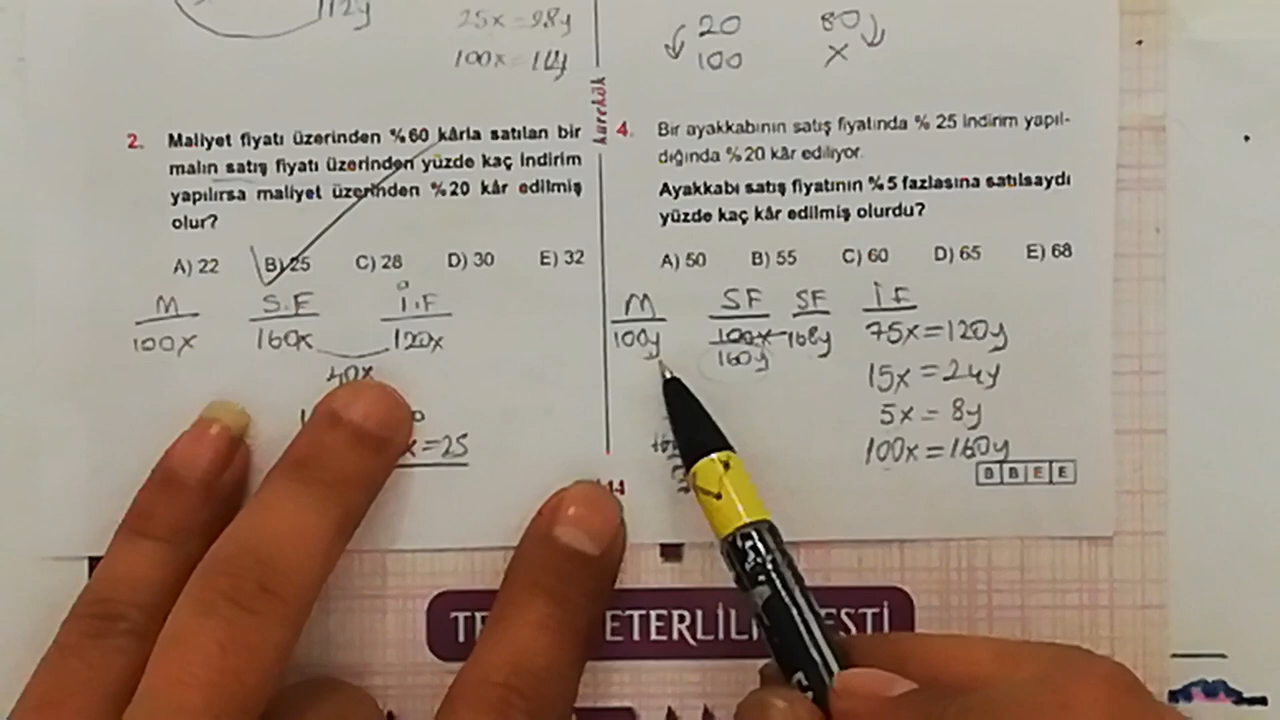 112y
25x = 98y
100x = 14y
20 80
100 x
karekök
2. Maliyet fiyatı üzerinden %60 kârla satılan bir
malın satış fiyatı üzerinden yüzde kaç indirim
yapılırsa maliyet üzerinden %20 kâr edilmiş
olur?
A) 22 B) 25 C) 28 D) 30 E) 32
M S.F İ.F
100x 160x 120x
40x
x=25
4. Bir ayakkabının satış fiyatında % 25 indirim yapıl-
dığında %20 kâr ediliyor.
Ayakkabı satış fiyatının %5 fazlasına satılsaydı
yüzde kaç kâr edilmiş olurdu?
A) 50 B) 55 C) 60 D) 65 E) 68
M SF SF İF
100y 100x 168y 75x=120y
160y
15x = 24y
5x = 8y
100x = 160y
B B E E
14